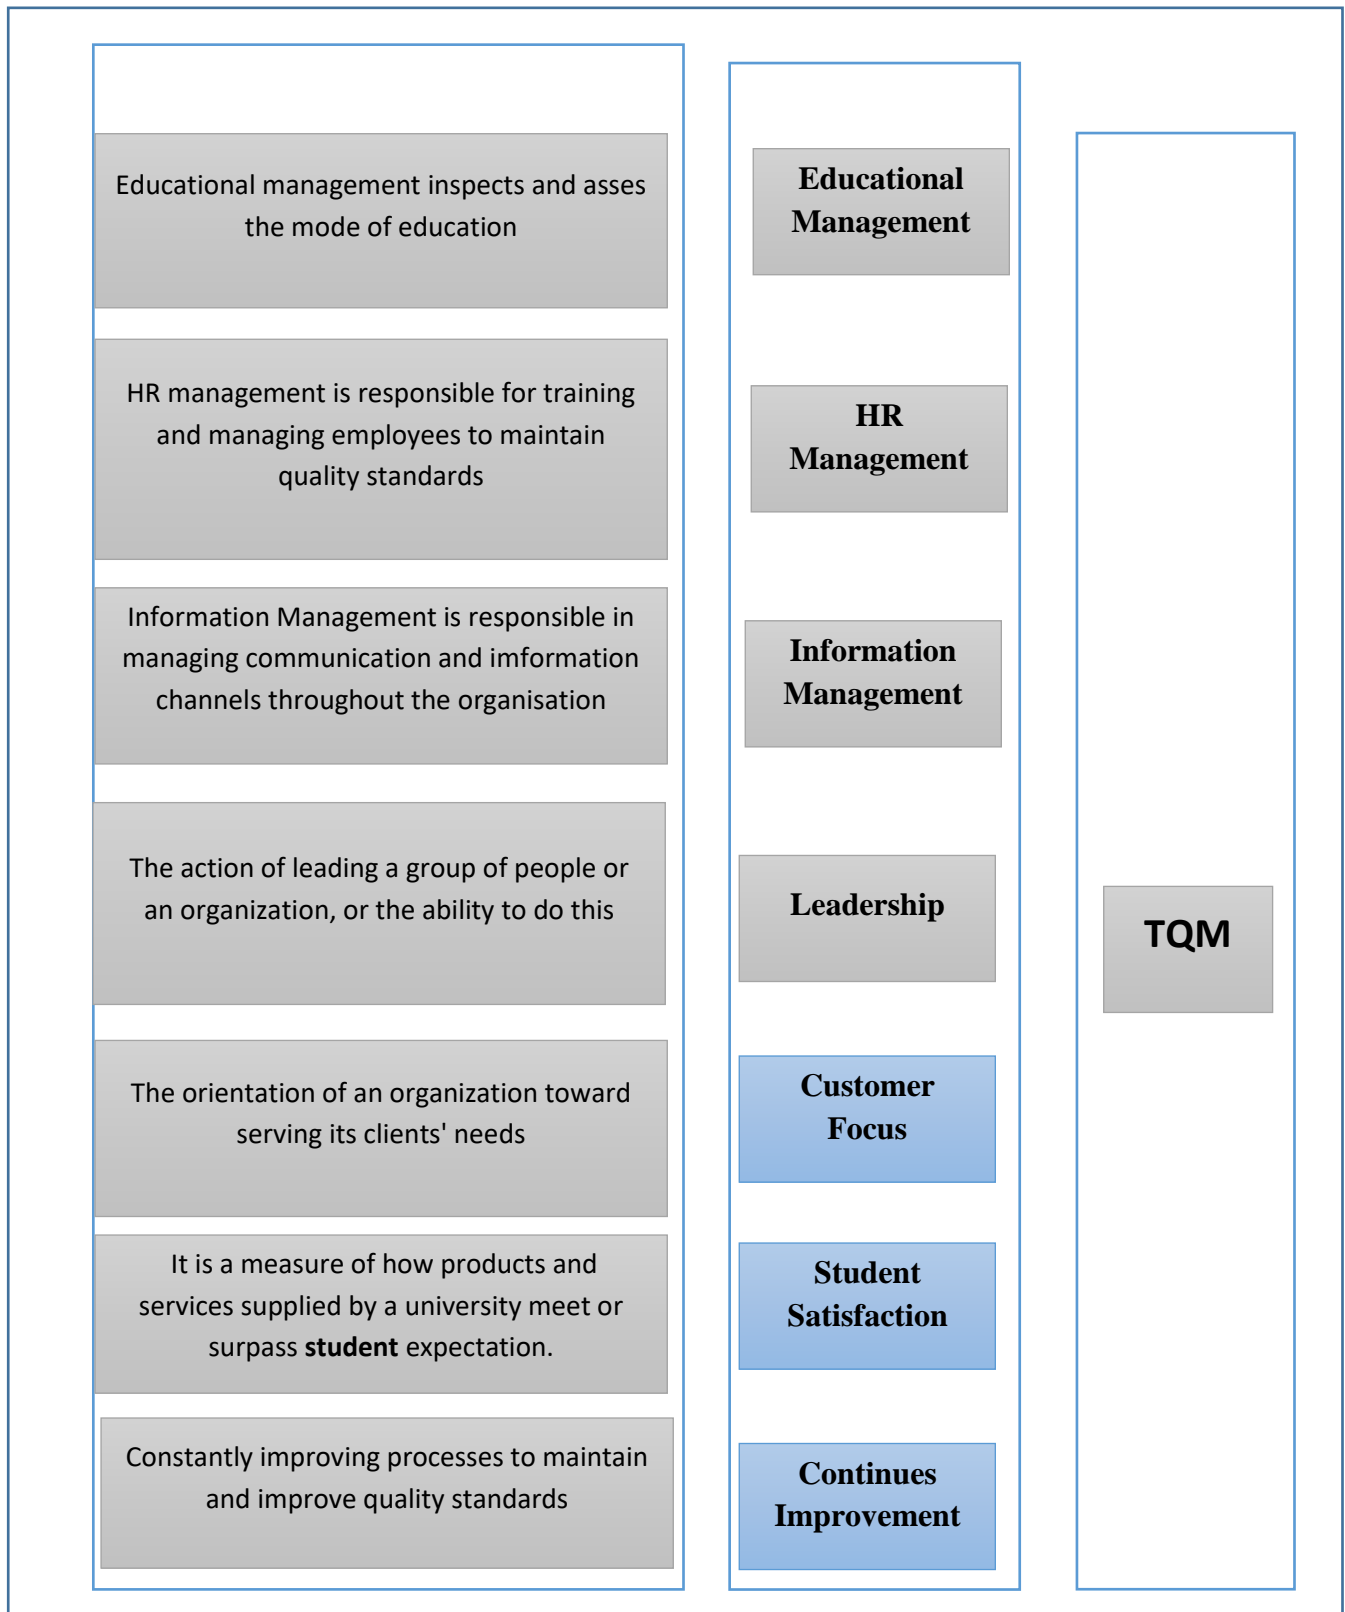 Educational management inspects and asses
the mode of education
Educational
Management
HR management is responsible for training
and managing employees to maintain
quality standards
HR
Management
Information Management is responsible in
managing communication and imformation
channels throughout the organisation
Information
Management
The action of leading a group of people or
an organization, or the ability to do this
Leadership
TQM
The orientation of an organization toward
serving its clients' needs
Customer
Focus
It is a measure of how products and
services supplied by a university meet or
surpass student expectation.
Student
Satisfaction
Constantly improving processes to maintain
and improve quality standards
Continues
Improvement